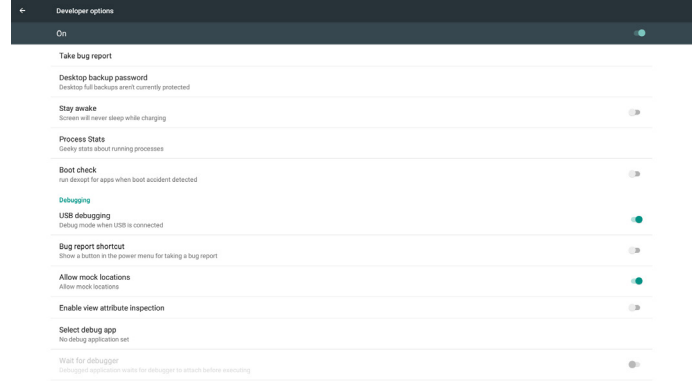 Developer options
On
Take bug report
Desktop backup password
Desktop full backups aren't currently protected
Stay awake
Screen will never sleep while charging
Process Stats
Geeky stats about running processes
Boot check
run dexopt for apps when boot accident detected
Debugging
USB debugging
Debug mode when USB is connected
Bug report shortcut
Show a button in the power menu for taking a bug report
Allow mock locations
Allow mock locations
Enable view attribute inspection
Select debug app
No debug application set
Wait for debugger
Debugged application waits for debugger to attach before executing